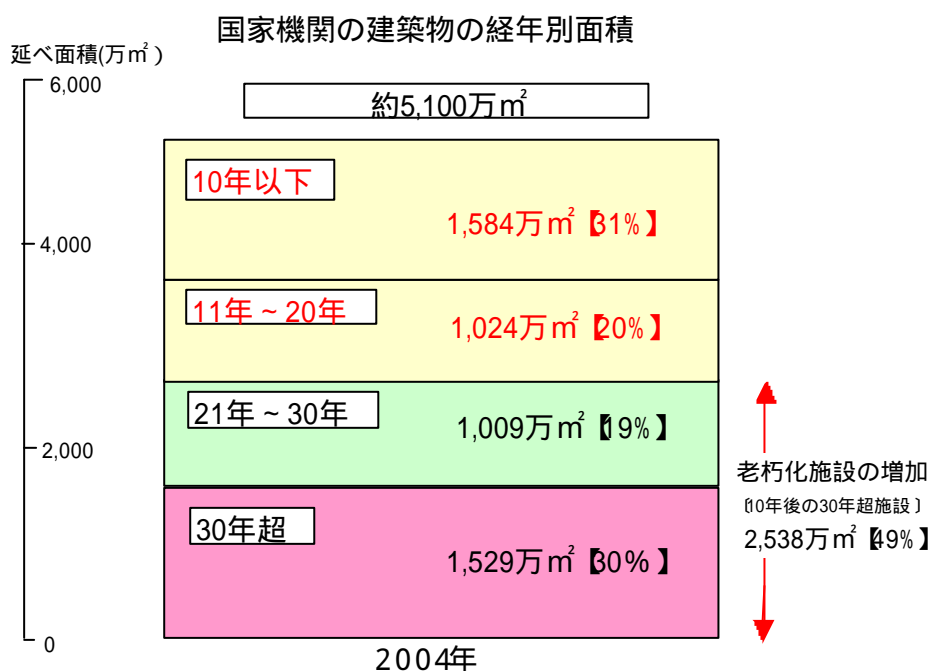 国家機関の建築物の経年別面積
延べ面積(万㎡)
6,000
約5,100万㎡
10年以下
1,584万㎡【31%】
4,000
11年~20年
1,024万㎡【20%】
21年~30年
1,009万㎡【19%】
2,000
老朽化施設の増加
〔10年後の30年超施設〕
2,538万㎡【49%】
30年超
1,529万㎡【30%】
0
2004年